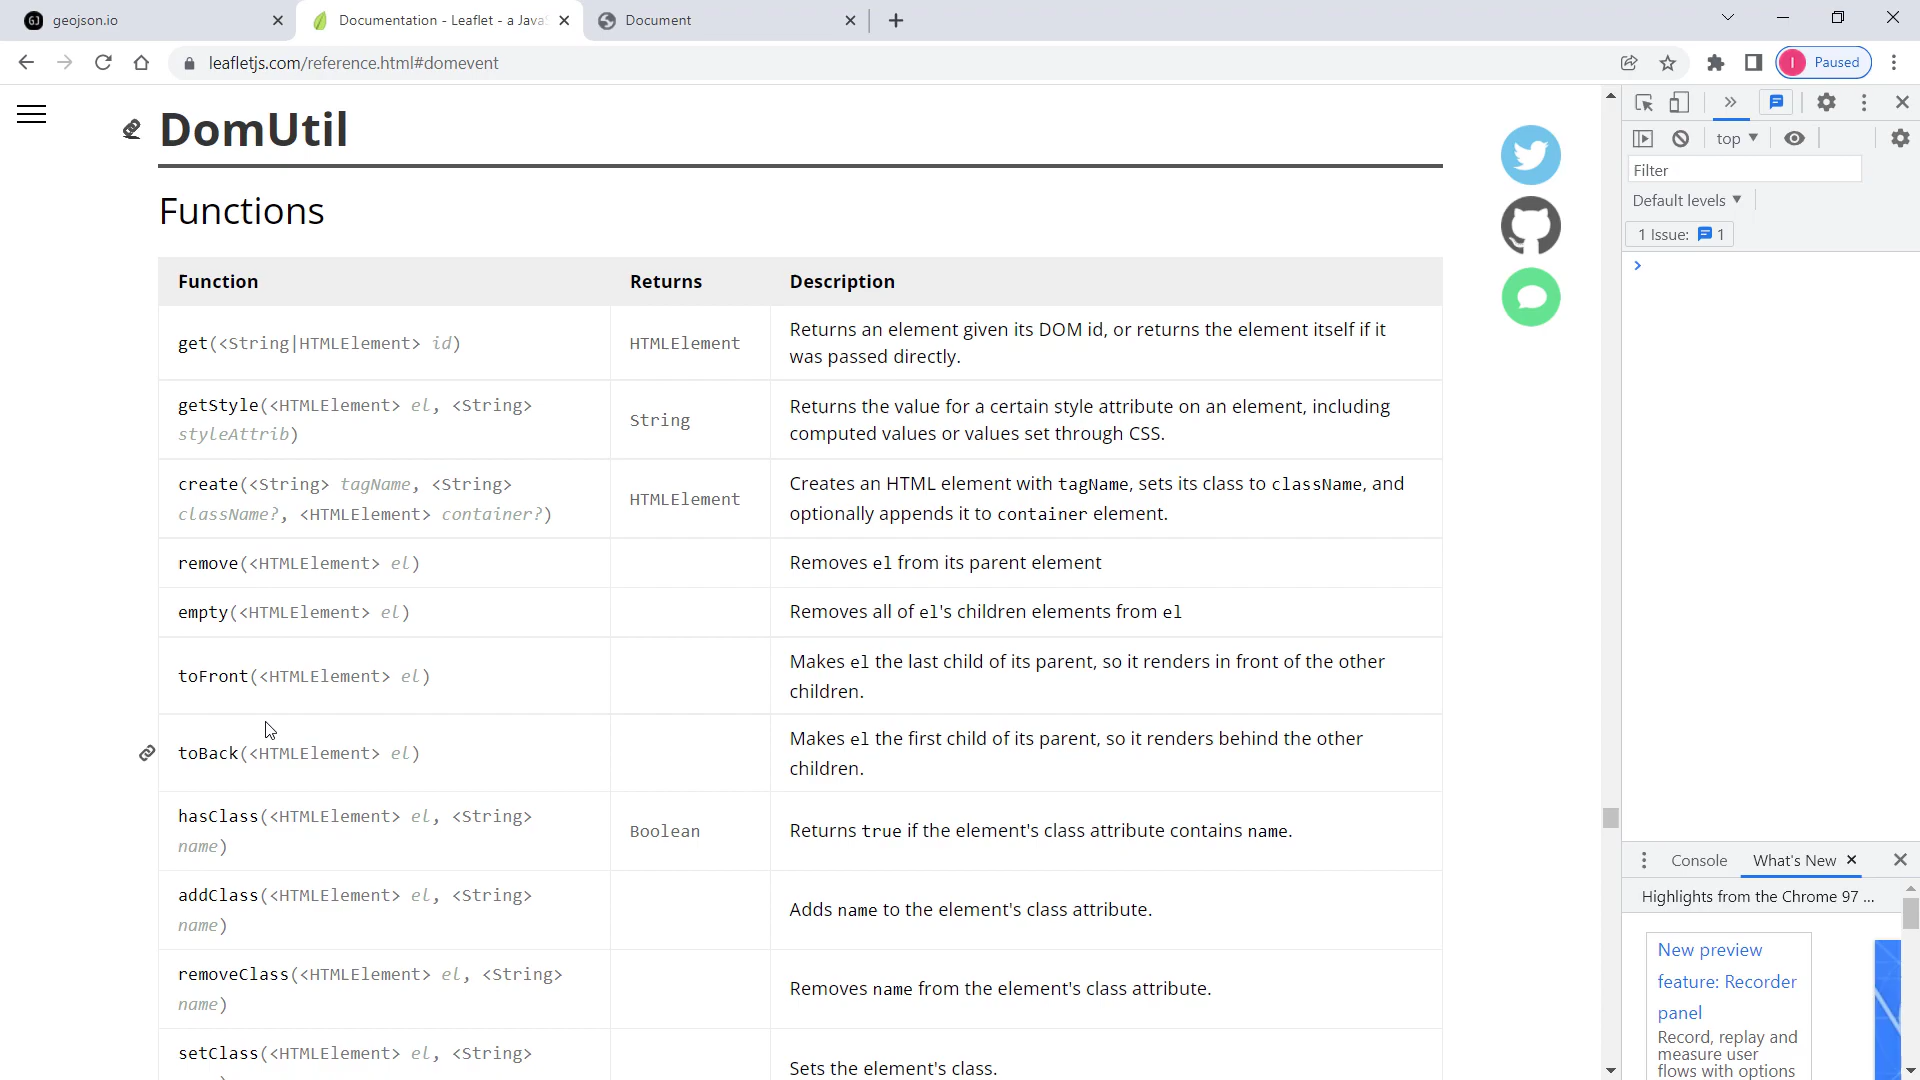 geojson.io
Documentation - Leaflet - a Java
Document
leafletjs.com/reference.html#domevent
Paused
DomUtil
Functions
Function Returns Description
get(<String|HTMLElement> id)
HTMLElement
Returns an element given its DOM id, or returns the element itself if it
was passed directly.
getStyle(<HTMLElement> el, <String>
styleAttrib)
String
Returns the value for a certain style attribute on an element, including
computed values or values set through CSS.
create(<String> tagName, <String>
className?, <HTMLElement> container?)
HTMLElement
Creates an HTML element with tagName, sets its class to className, and
optionally appends it to container element.
remove(<HTMLElement> el)
Removes el from its parent element
empty(<HTMLElement> el)
Removes all of el's children elements from el
toFront(<HTMLElement> el)
Makes el the last child of its parent, so it renders in front of the other
children.
toBack(<HTMLElement> el)
Makes el the first child of its parent, so it renders behind the other
children.
hasClass(<HTMLElement> el, <String>
name)
Boolean
Returns true if the element's class attribute contains name.
addClass(<HTMLElement> el, <String>
name)
Adds name to the element's class attribute.
removeClass(<HTMLElement> el, <String>
name)
Removes name from the element's class attribute.
setClass(<HTMLElement> el, <String>
Sets the element's class.
top
Filter
Default levels
1 Issue: 1
Console What's New
Highlights from the Chrome 97 ...
New preview
feature: Recorder
panel
Record, replay and
measure user
flows with options